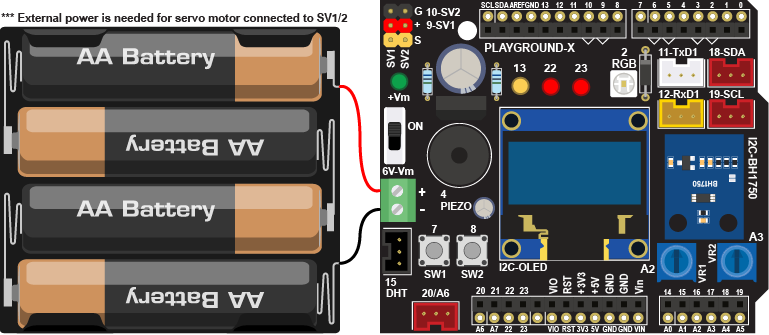 *** External power is needed for servo motor connected to SV1/2
AA Battery
AA Battery
AA Battery
AA Battery
G 10-SV2
+ 9-SV1
S
SV1
SV2
+Vm
ON
6V-Vm
+
-
SCL SDA AREF GND 13 12 11 10 9 8
7 6 5 4 3 2 1 0
PLAYGROUND-X
13 22 23
2
RGB
11-TxD1
18-SDA
12-RxD1
19-SCL
4
PIEZO
I2C-BH1750
BH1750
7 8
SW1 SW2
I2C-OLED
A2
VR1
VR2
A3
15
DHT
20/A6
VIO RST +3V3 +5V GND GND Vin
20 21 22 23
A6 A7 22 23
VIO RST 3V3 5V GND GND VIN
14 15 16 17 18 19
A0 A1 A2 A3 A4 A5